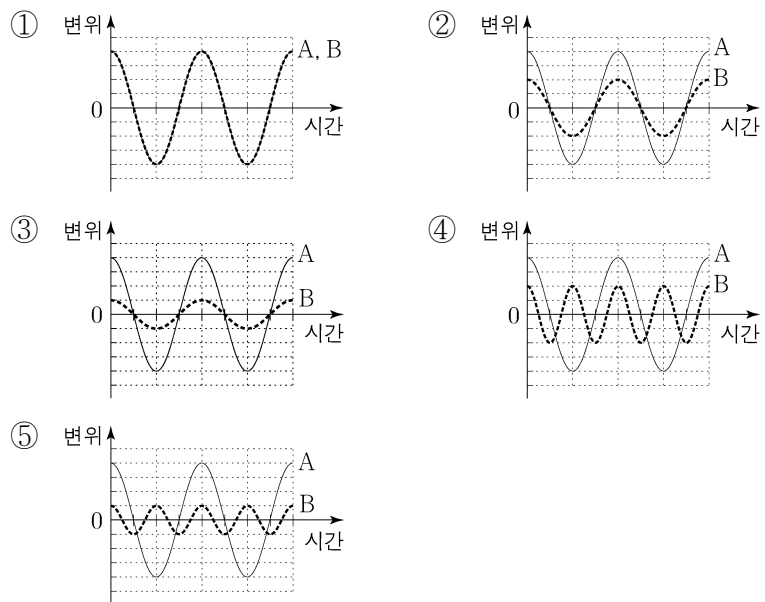 ① 변위 A, B 0 시간
② 변위 A B 0 시간
③ 변위 A B 0 시간
④ 변위 A B 0 시간
⑤ 변위 A B 0 시간